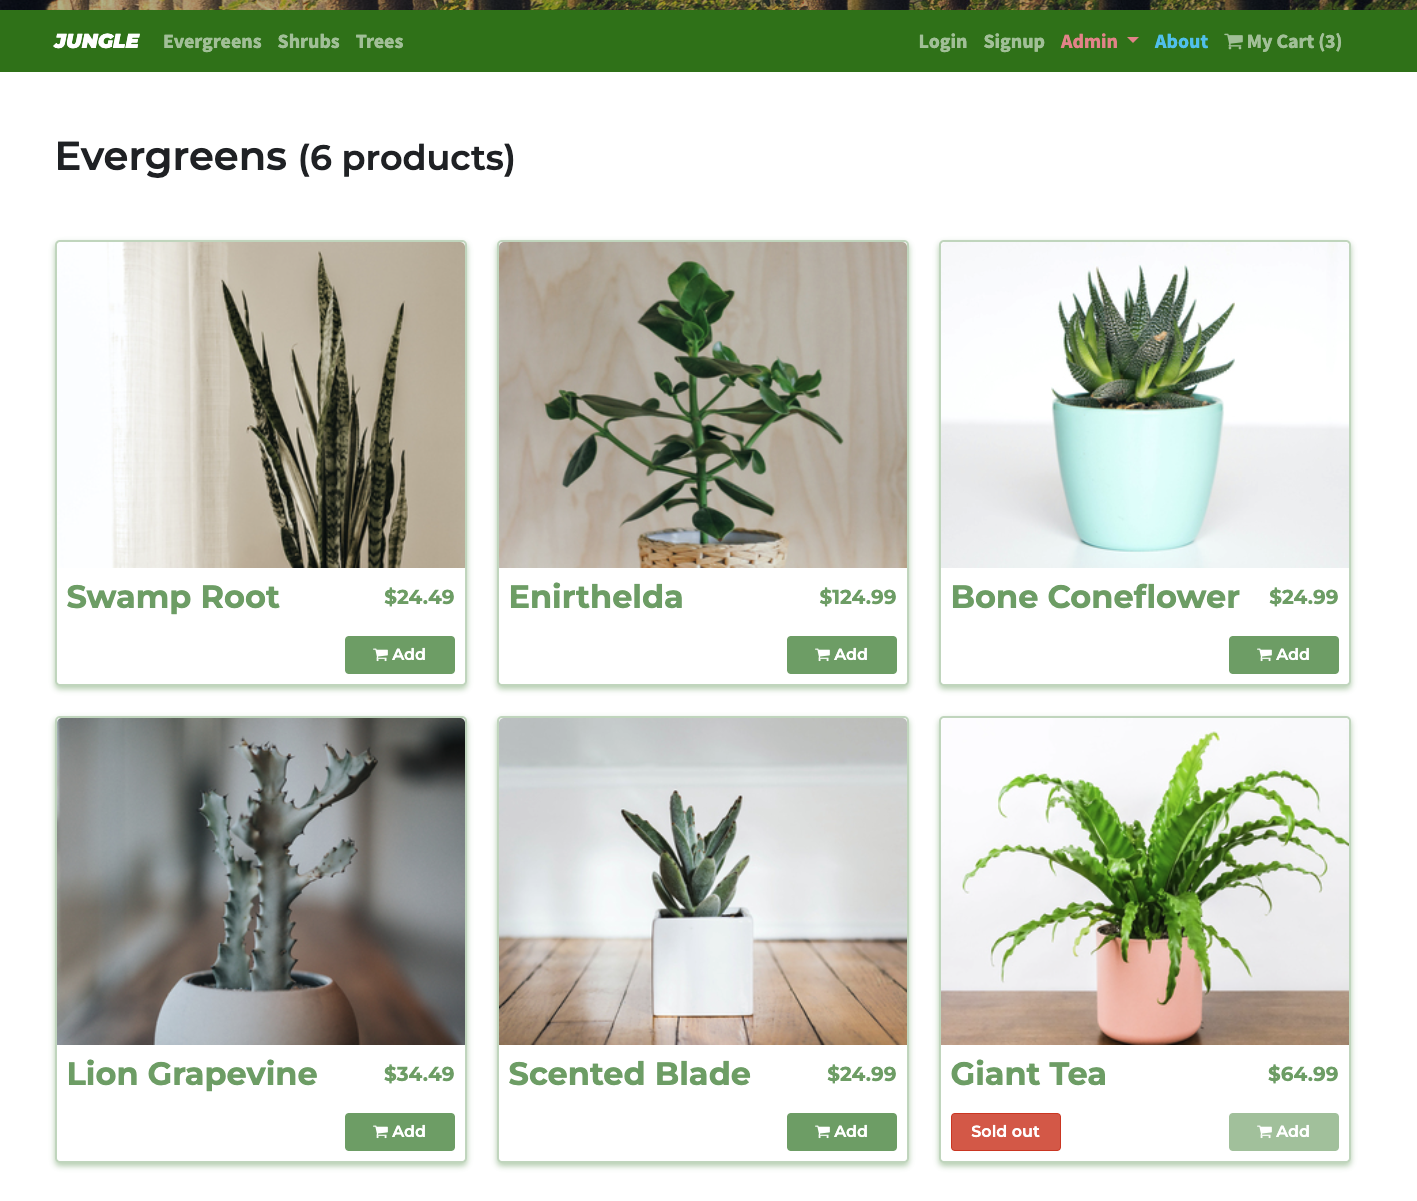 JUNGLE Evergreens Shrubs Trees Login Signup Admin About My Cart (3)
Evergreens (6 products)
Swamp Root $24.49
Add
Enirthelda $124.99
Add
Bone Coneflower $24.99
Add
Lion Grapevine $34.49
Add
Scented Blade $24.99
Add
Giant Tea $64.99
Sold out Add